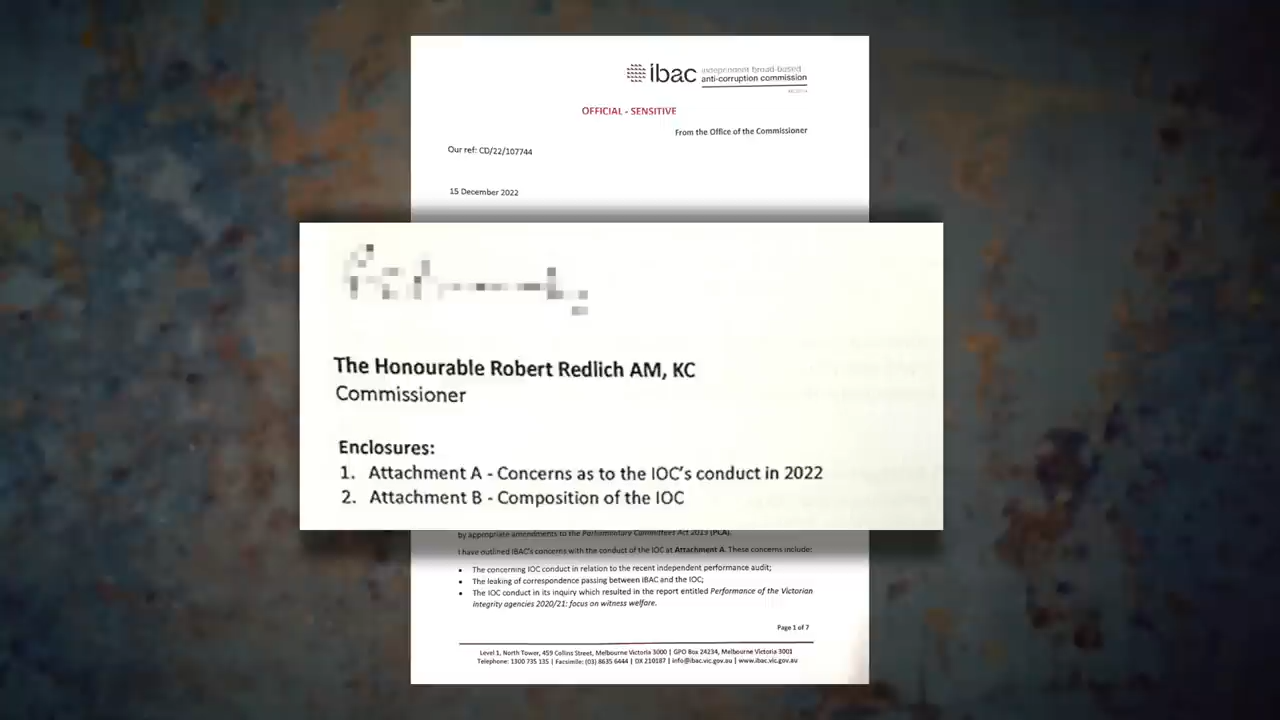 ibac independent broad-based
anti-corruption commission
OFFICIAL - SENSITIVE
From the Office of the Commissioner
Our ref: CD/22/107744
15 December 2022
The Honourable Robert Redlich AM, KC
Commissioner
Enclosures:
1. Attachment A - Concerns as to the IOC's conduct in 2022
2. Attachment B - Composition of the IOC
by appropriate amendments to the Parliamentary Committees Act 2003 (PCA).
I have outlined IBAC's concerns with the conduct of the IOC at Attachment A. These concerns include:
• The concerning IOC conduct in relation to the recent independent performance audit;
• The leaking of correspondence passing between IBAC and the IOC;
• The IOC conduct in its inquiry which resulted in the report entitled Performance of the Victorian
integrity agencies 2020/21: focus on witness welfare.
Page 1 of 7
Level 1, North Tower, 459 Collins Street, Melbourne Victoria 3000 | GPO Box 24234, Melbourne Victoria 3001
Telephone: 1300 735 135 | Facsimile: (03) 8635 6444 | DX 210187 | info@ibac.vic.gov.au | www.ibac.vic.gov.au